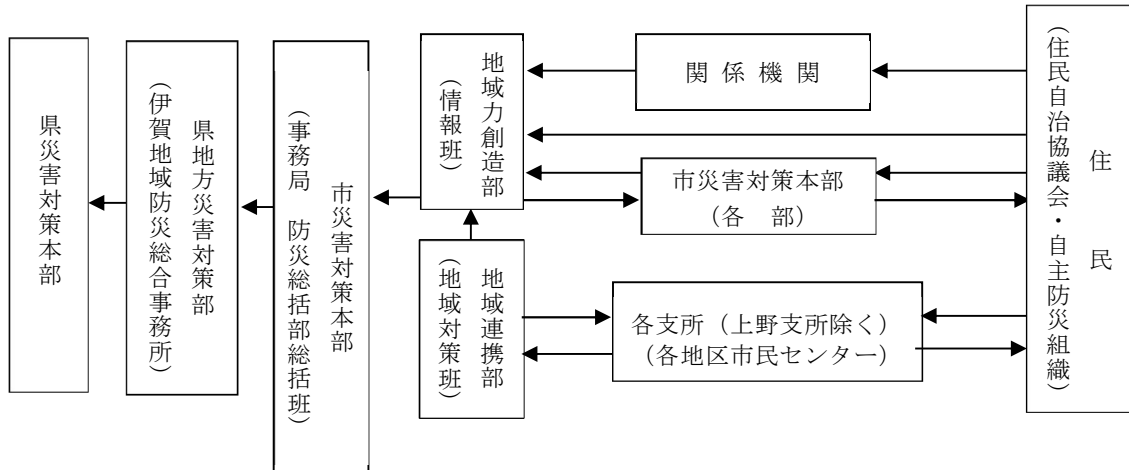 県災害対策本部
県地方災害対策部
（伊賀地域防災総合事務所）
市災害対策本部
（事務局　防災総括部総括班）
地域力創造部
（情報班）
地域連携部
（地域対策班）
関 係 機 関
市災害対策本部
（各　部）
各支所（上野支所除く）
（各地区市民センター）
住　民
（住民自治協議会・自主防災組織）